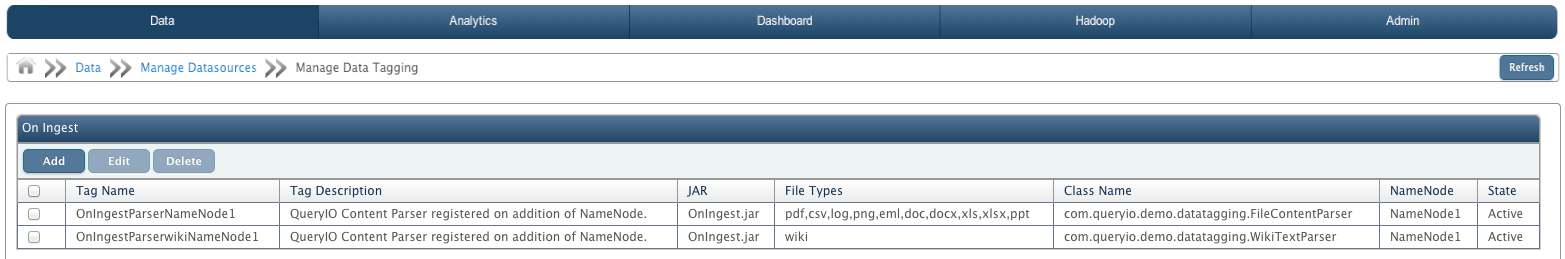 Data Analytics Dashboard Hadoop Admin
Data Manage Datasources Manage Data Tagging Refresh
On Ingest
Add Edit Delete
Tag Name Tag Description JAR File Types Class Name NameNode State
OnIngestParserNameNode1 QueryIO Content Parser registered on addition of NameNode. OnIngest.jar pdf,csv,log,png,eml,doc,docx,xls,xlsx,ppt com.queryio.demo.datatagging.FileContentParser NameNode1 Active
OnIngestParserwikiNameNode1 QueryIO Content Parser registered on addition of NameNode. OnIngest.jar wiki com.queryio.demo.datatagging.WikiTextParser NameNode1 Active